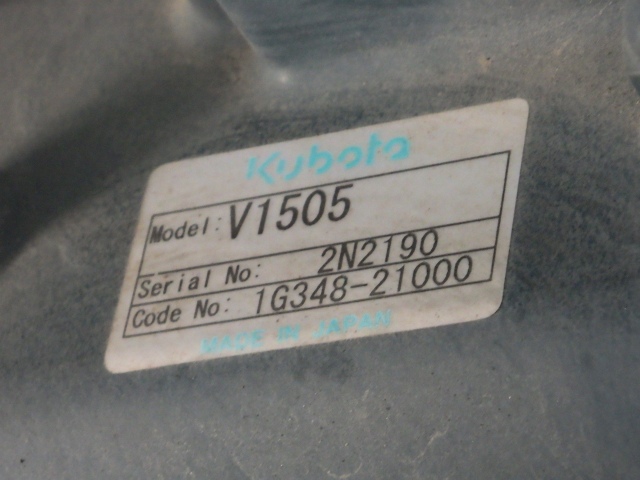 Kubota
Model: V1505
Serial No: 2N2190
Code No: 1G348-21000
MADE IN JAPAN